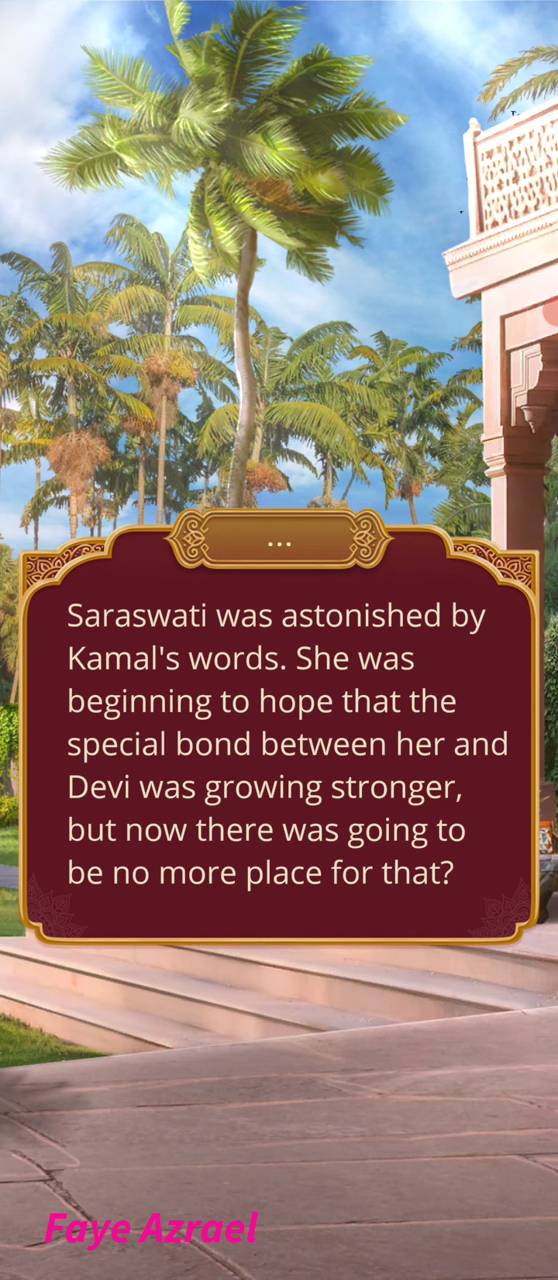 ...
Saraswati was astonished by
Kamal's words. She was
beginning to hope that the
special bond between her and
Devi was growing stronger,
but now there was going to
be no more place for that?
Faye Azrael